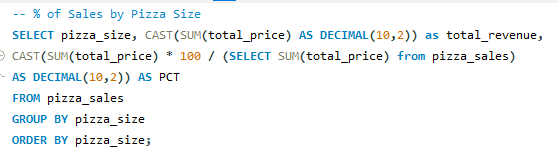 -- % of Sales by Pizza Size
SELECT pizza_size, CAST(SUM(total_price) AS DECIMAL(10,2)) as total_revenue,
CAST(SUM(total_price) * 100 / (SELECT SUM(total_price) from pizza_sales)
AS DECIMAL(10,2)) AS PCT
FROM pizza_sales
GROUP BY pizza_size
ORDER BY pizza_size;